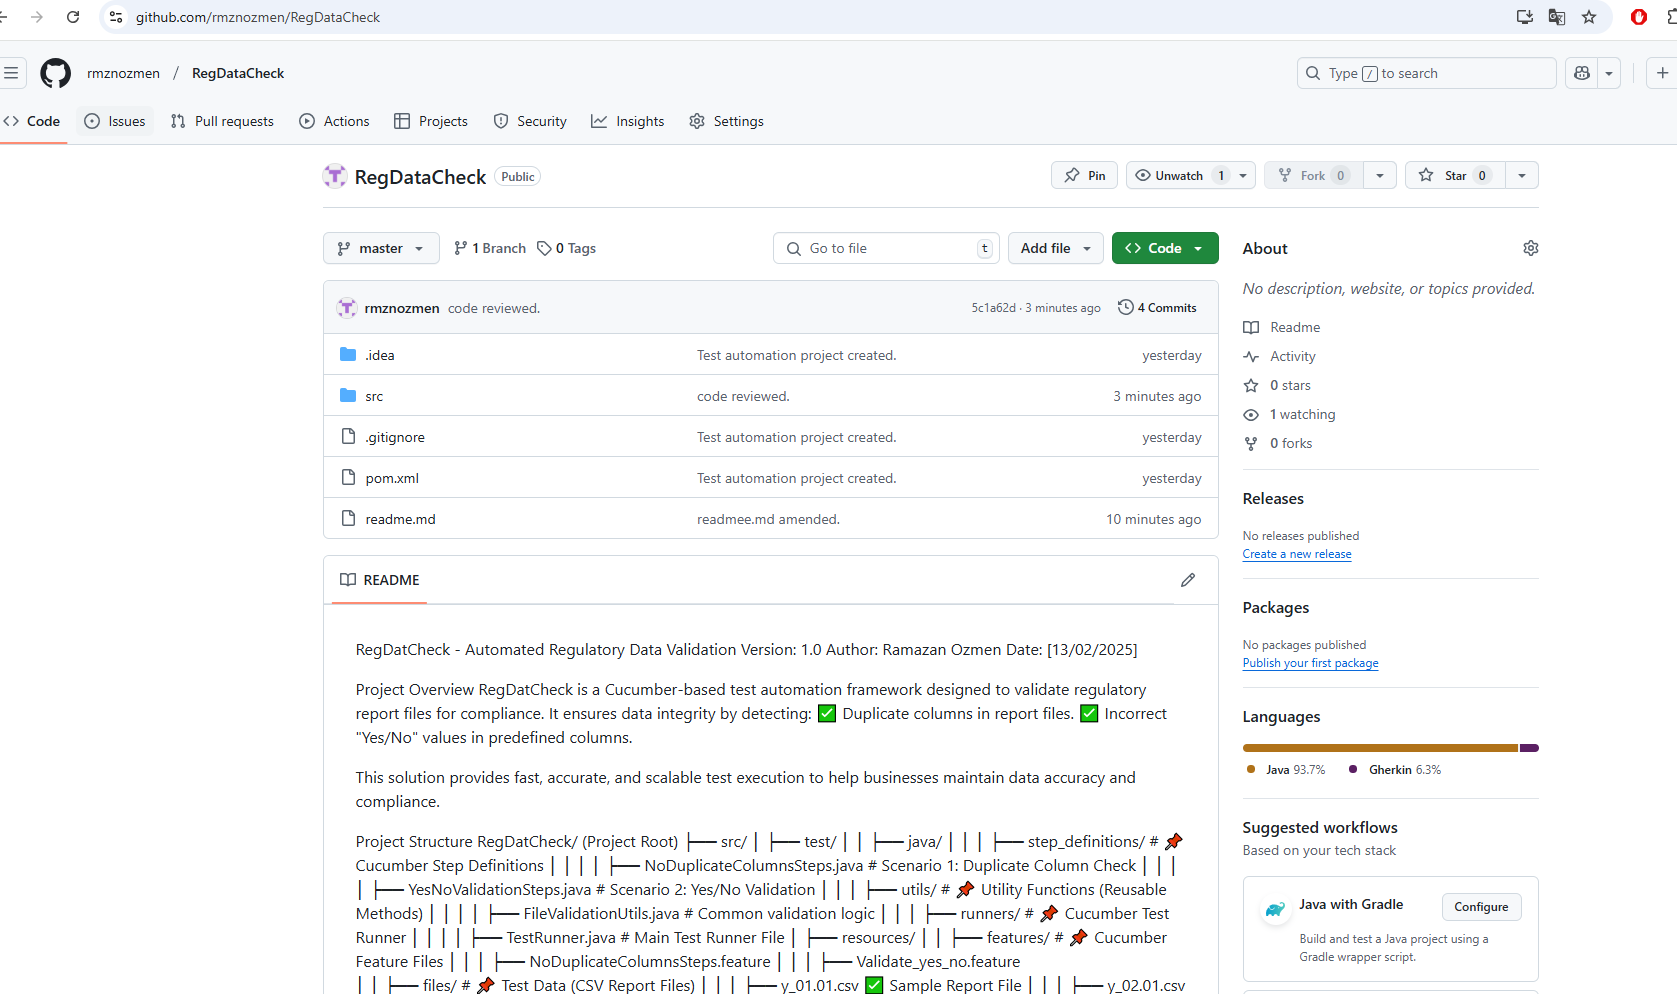 github.com/rmznozmen/RegDataCheck
rmznozmen / RegDataCheck
Type / to search
Code Issues Pull requests Actions Projects Security Insights Settings
RegDataCheck Public
Pin Unwatch 1 Fork 0 Star 0
master 1 Branch 0 Tags
Go to file t Add file Code
rmznozmen code reviewed. 5c1a62d · 3 minutes ago 4 Commits
.idea Test automation project created. yesterday
src code reviewed. 3 minutes ago
.gitignore Test automation project created. yesterday
pom.xml Test automation project created. yesterday
readme.md readmee.md amended. 10 minutes ago
README
RegDatCheck - Automated Regulatory Data Validation Version: 1.0 Author: Ramazan Ozmen Date: [13/02/2025]
Project Overview RegDatCheck is a Cucumber-based test automation framework designed to validate regulatory
report files for compliance. It ensures data integrity by detecting: ✅ Duplicate columns in report files. ✅ Incorrect
"Yes/No" values in predefined columns.
This solution provides fast, accurate, and scalable test execution to help businesses maintain data accuracy and
compliance.
Project Structure RegDatCheck/ (Project Root) ├── src/ │ ├── test/ │ │ ├── java/ │ │ │ ├── step_definitions/ # 📌
Cucumber Step Definitions │ │ │ │ ├── NoDuplicateColumnsSteps.java # Scenario 1: Duplicate Column Check │ │ │
│ ├── YesNoValidationSteps.java # Scenario 2: Yes/No Validation │ │ │ ├── utils/ # 📌 Utility Functions (Reusable
Methods) │ │ │ │ ├── FileValidationUtils.java # Common validation logic │ │ │ ├── runners/ # 📌 Cucumber Test
Runner │ │ │ │ ├── TestRunner.java # Main Test Runner File │ ├── resources/ │ │ ├── features/ # 📌 Cucumber
Feature Files │ │ │ ├── NoDuplicateColumnsSteps.feature │ │ │ ├── Validate_yes_no.feature
│ │ ├── files/ # 📌 Test Data (CSV Report Files) │ │ │ ├── y_01.01.csv ✅ Sample Report File │ │ │ ├── y_02.01.csv
About
No description, website, or topics provided.
Readme
Activity
0 stars
1 watching
0 forks
Releases
No releases published
Create a new release
Packages
No packages published
Publish your first package
Languages
Java 93.7% Gherkin 6.3%
Suggested workflows
Based on your tech stack
Java with Gradle Configure
Build and test a Java project using a
Gradle wrapper script.